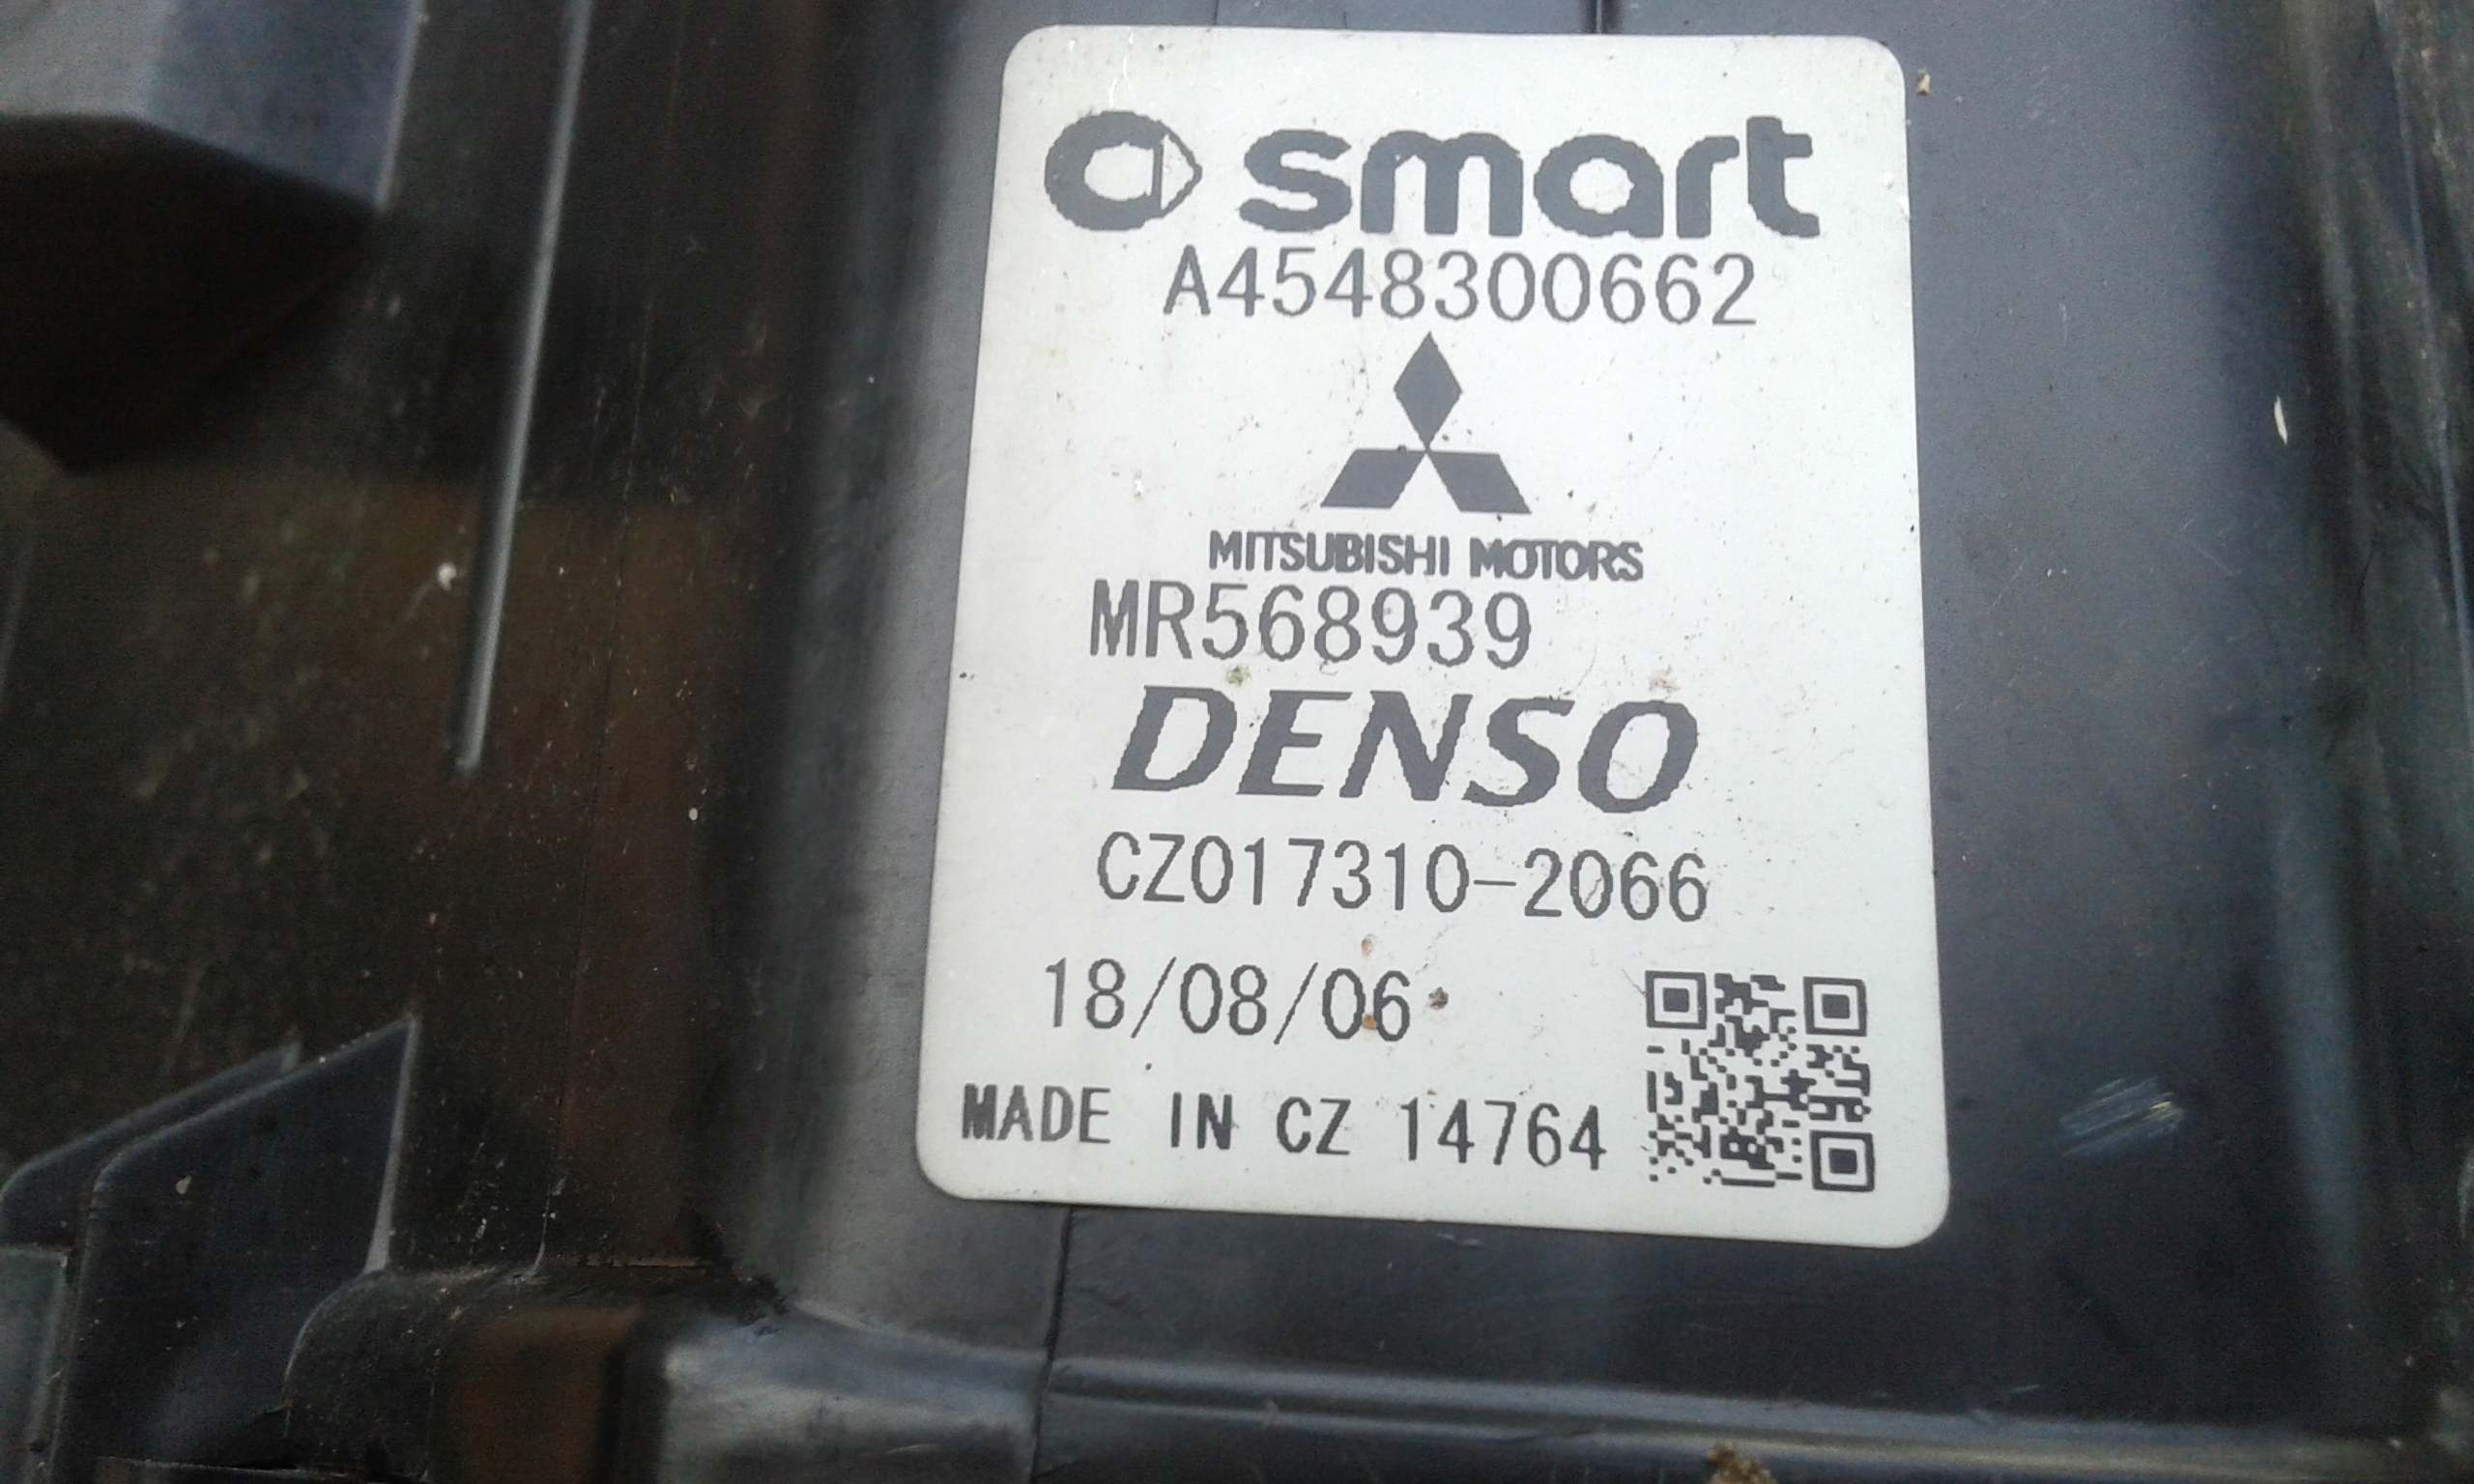 smart
A4548300662
MITSUBISHI MOTORS
MR568939
DENSO
CZ017310-2066
18/08/06
MADE IN CZ 14764